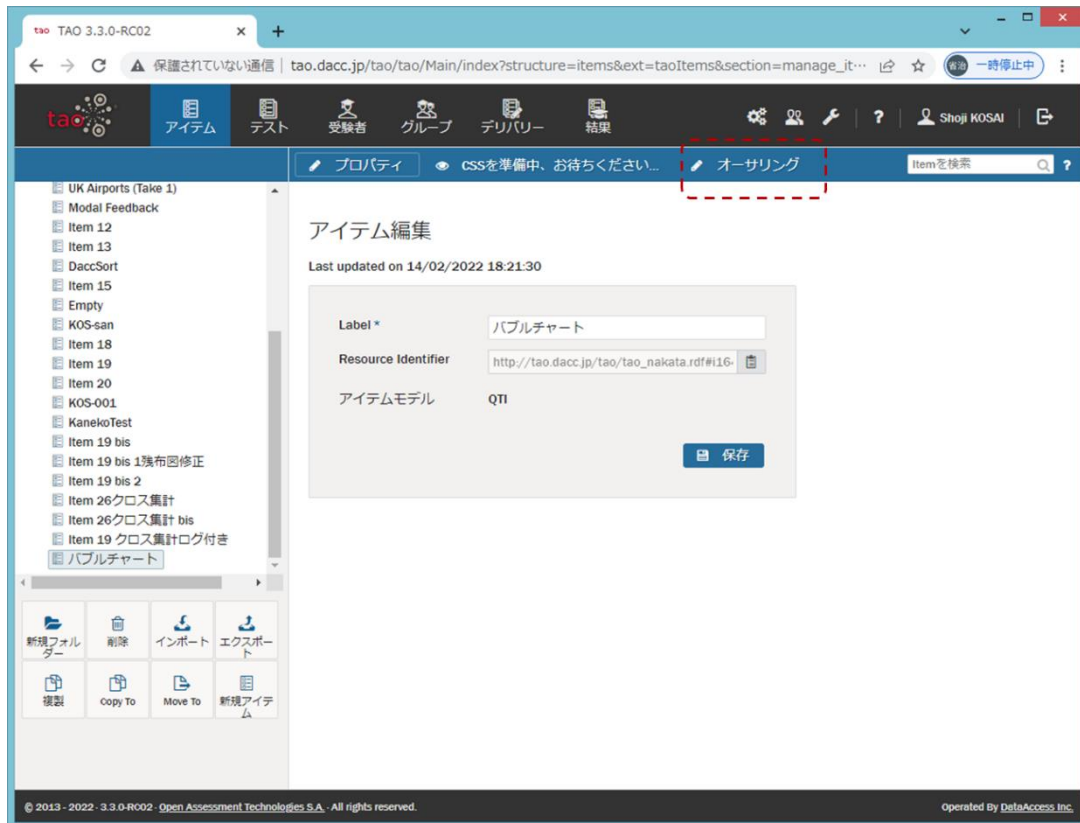 tao TAO 3.3.0-RC02
保護されていない通信 | tao.dacc.jp/tao/tao/Main/index?structure=items&ext=taoItems&section=manage_it… 一時停止中
tao
アイテム テスト 受験者 グループ デリバリー 結果 ? Shoji KOSAI
プロパティ CSSを準備中、お待ちください... オーサリング Itemを検索 ?
UK Airports (Take 1)
Modal Feedback
Item 12
Item 13
DaccSort
Item 15
Empty
KOS-san
Item 18
Item 19
Item 20
KOS-001
KanekoTest
Item 19 bis
Item 19 bis 1残布図修正
Item 19 bis 2
Item 26クロス集計
Item 26クロス集計 bis
Item 19 クロス集計ログ付き
バブルチャート
新規フォルダー
削除
インポート
エクスポート
複製
Copy To
Move To
新規アイテム
アイテム編集
Last updated on 14/02/2022 18:21:30
Label * バブルチャート
Resource Identifier http://tao.dacc.jp/tao/tao_nakata.rdf#i16-
アイテムモデル QTI
保存
© 2013 - 2022 · 3.3.0-RC02 · Open Assessment Technologies S.A. · All rights reserved. Operated By DataAccess Inc.